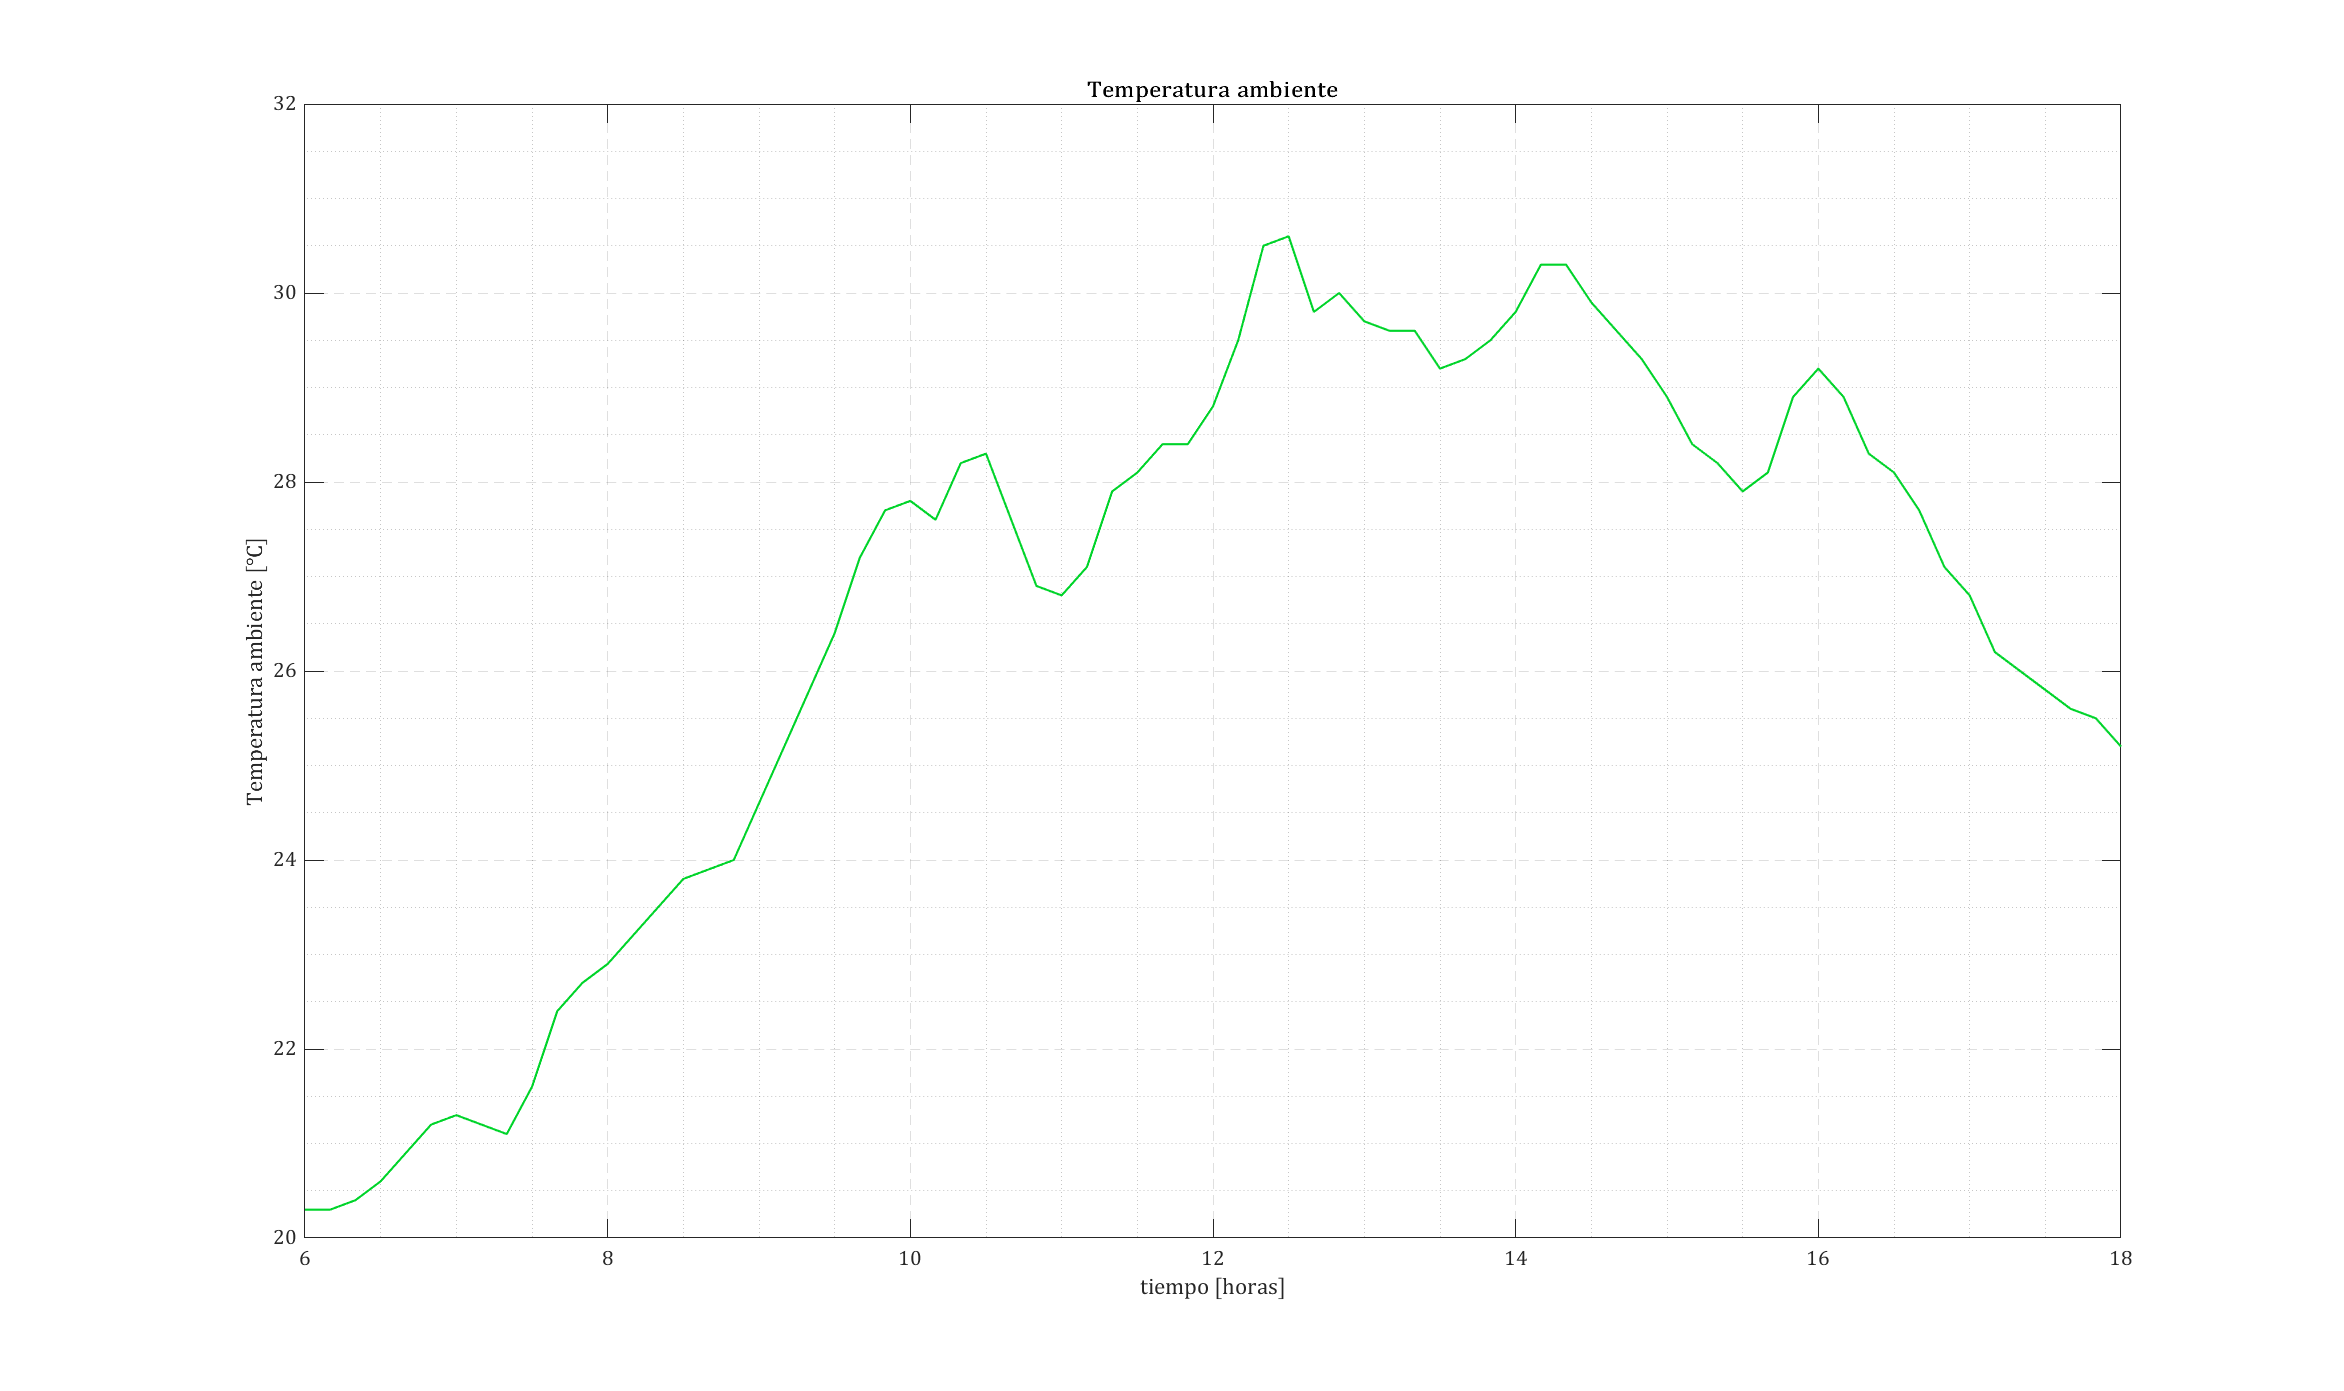 Temperatura ambiente
32
30
28
26
24
22
20
Temperatura ambiente [°C]
6 8 10 12 14 16 18
tiempo [horas]